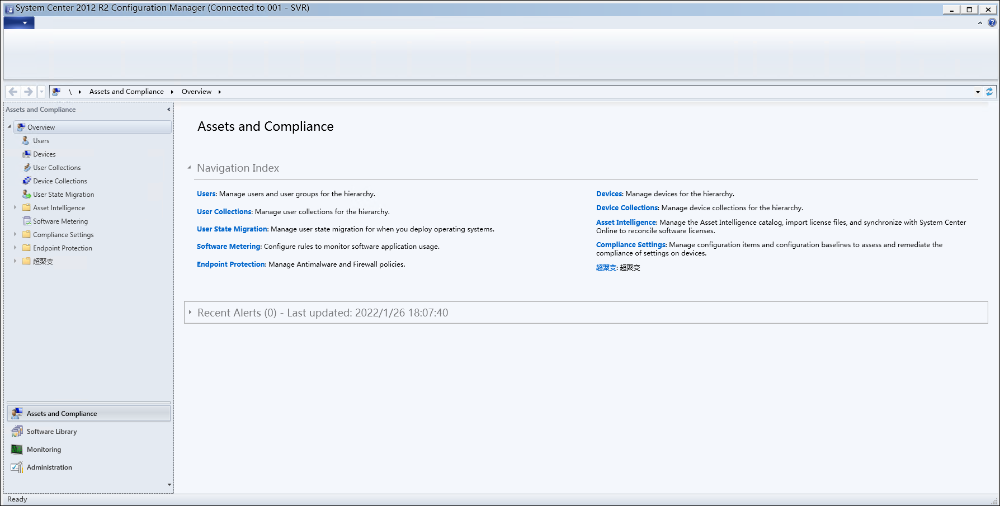 System Center 2012 R2 Configuration Manager (Connected to 001 - SVR)
\ Assets and Compliance Overview
Assets and Compliance
Overview
Users
Devices
User Collections
Device Collections
User State Migration
Asset Intelligence
Software Metering
Compliance Settings
Endpoint Protection
超聚变
Assets and Compliance
Software Library
Monitoring
Administration
Assets and Compliance
Navigation Index
Users: Manage users and user groups for the hierarchy.
User Collections: Manage user collections for the hierarchy.
User State Migration: Manage user state migration for when you deploy operating systems.
Software Metering: Configure rules to monitor software application usage.
Endpoint Protection: Manage Antimalware and Firewall policies.
Devices: Manage devices for the hierarchy.
Device Collections: Manage device collections for the hierarchy.
Asset Intelligence: Manage the Asset Intelligence catalog, import license files, and synchronize with System Center
Online to reconcile software licenses.
Compliance Settings: Manage configuration items and configuration baselines to assess and remediate the
compliance of settings on devices.
超聚变: 超聚变
Recent Alerts (0) - Last updated: 2022/1/26 18:07:40
Ready